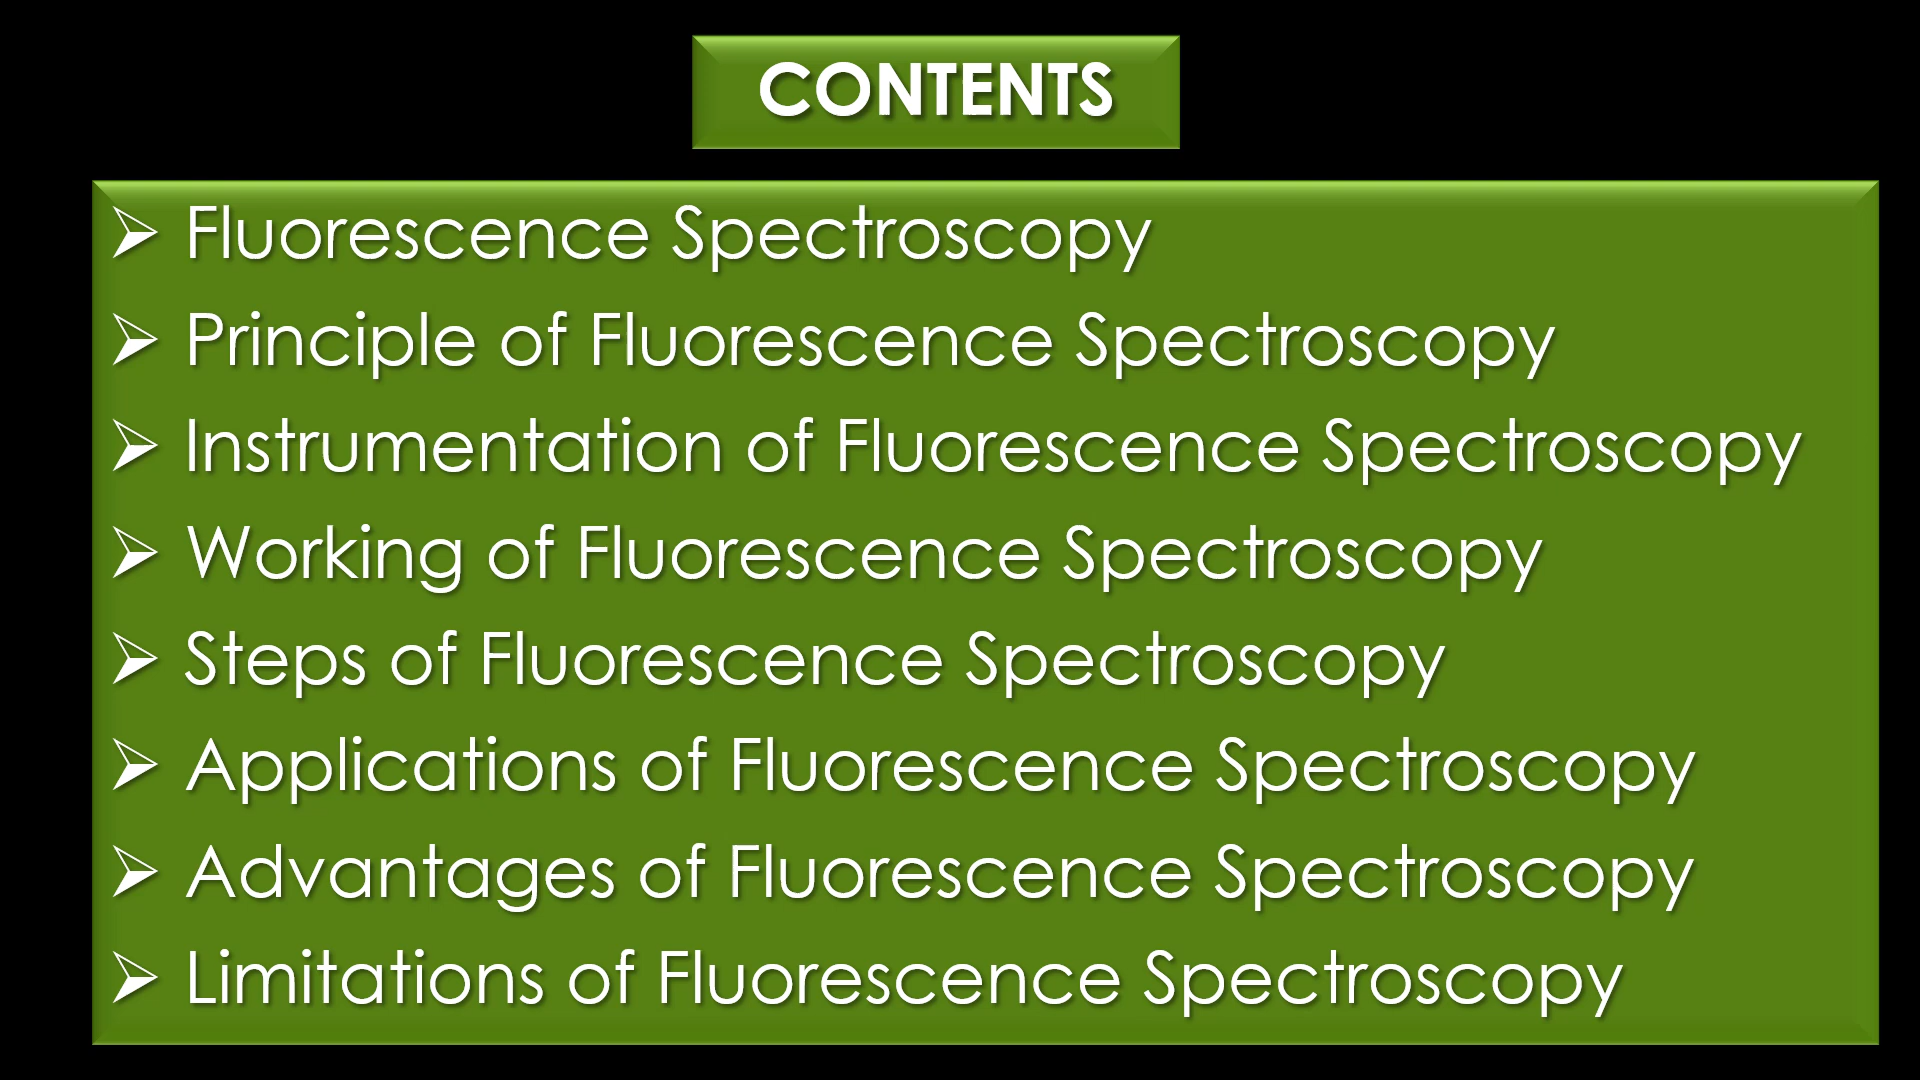 CONTENTS
➢ Fluorescence Spectroscopy
➢ Principle of Fluorescence Spectroscopy
➢ Instrumentation of Fluorescence Spectroscopy
➢ Working of Fluorescence Spectroscopy
➢ Steps of Fluorescence Spectroscopy
➢ Applications of Fluorescence Spectroscopy
➢ Advantages of Fluorescence Spectroscopy
➢ Limitations of Fluorescence Spectroscopy